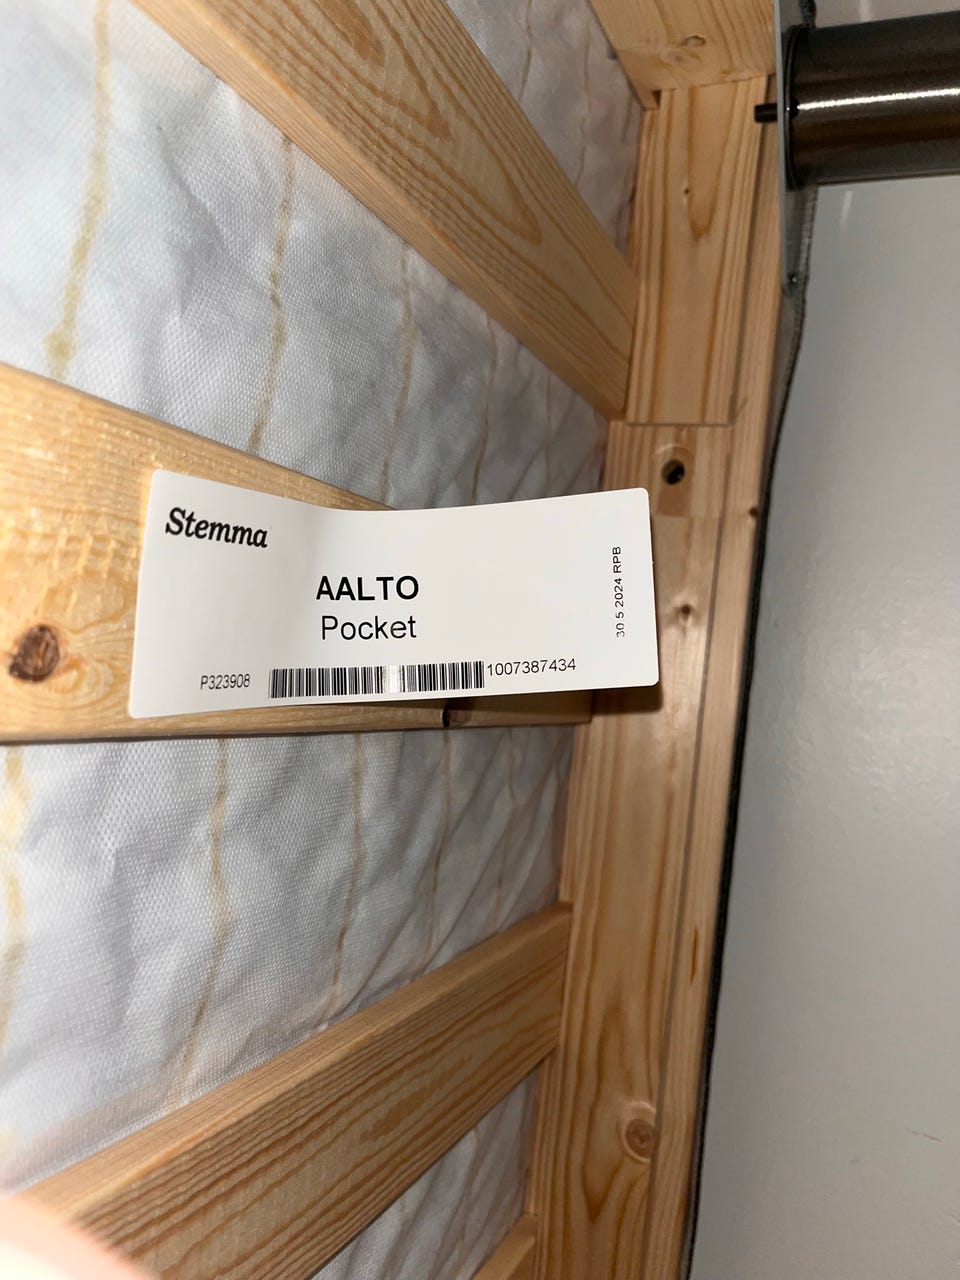 Stemma
AALTO
Pocket
P323908
1007387434
30 5 2024 RPB